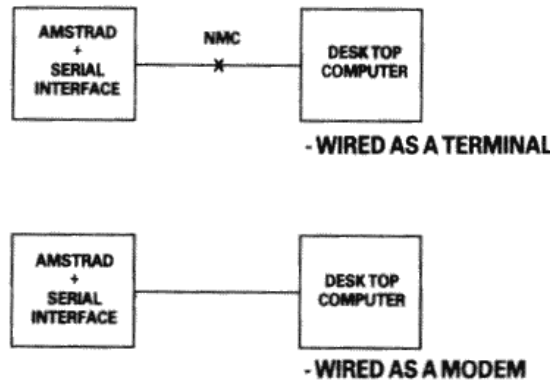 AMSTRAD
+
SERIAL
INTERFACE
NMC
DESK TOP
COMPUTER
- WIRED AS A TERMINAL
AMSTRAD
+
SERIAL
INTERFACE
DESK TOP
COMPUTER
- WIRED AS A MODEM